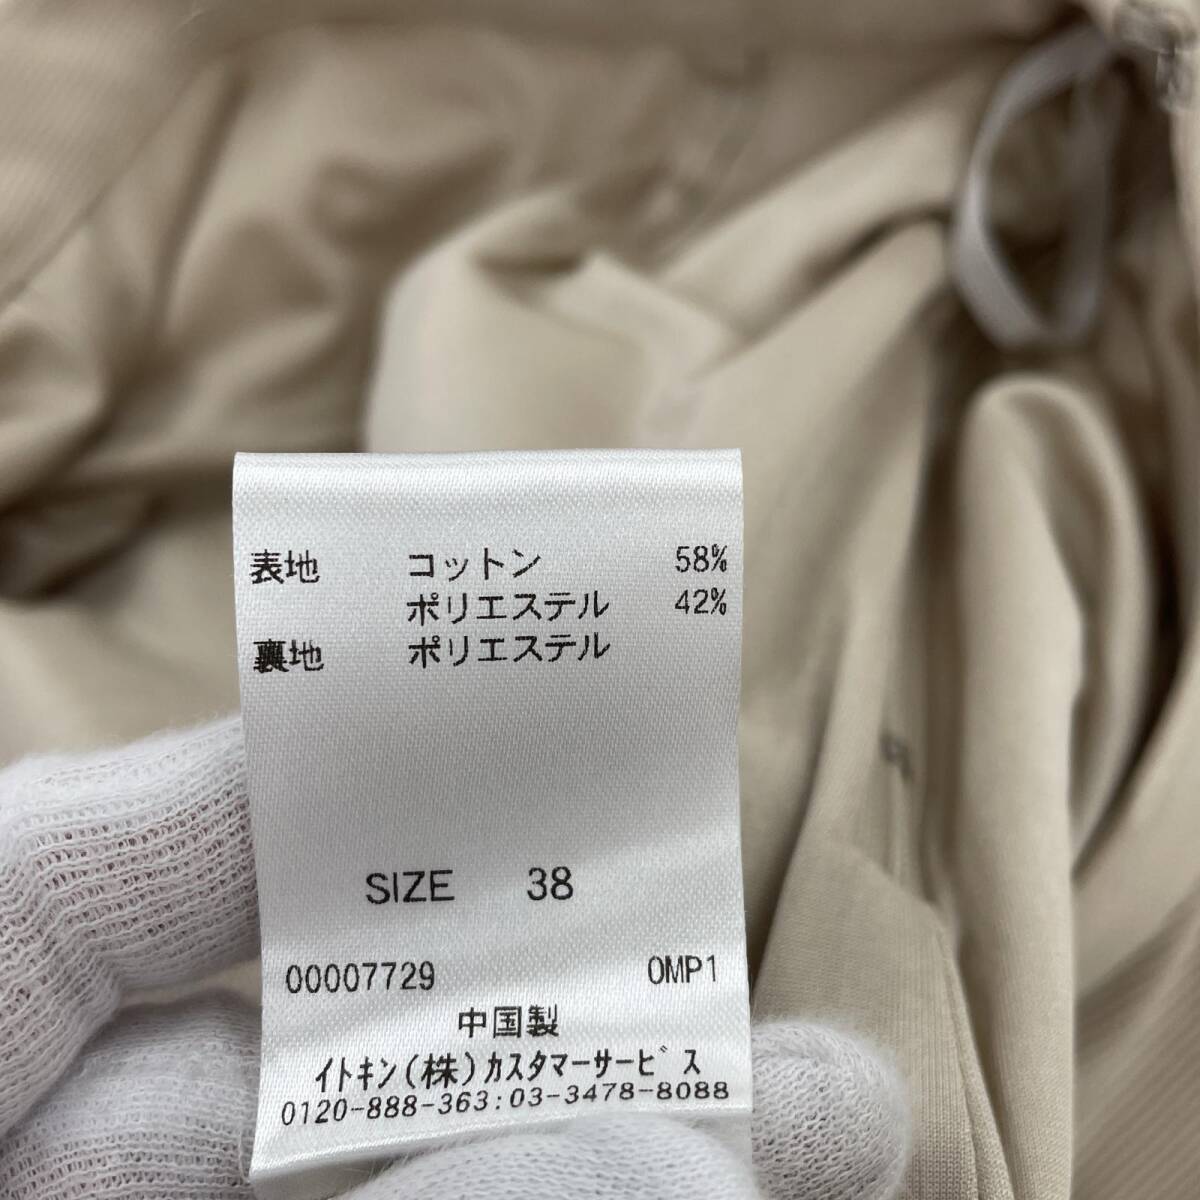 表地 コットン 58%
ポリエステル 42%
裏地 ポリエステル
SIZE 38
00007729 0MP1
中国製
イトキン(株)カスタマーサービス
0120-888-363:03-3478-8088